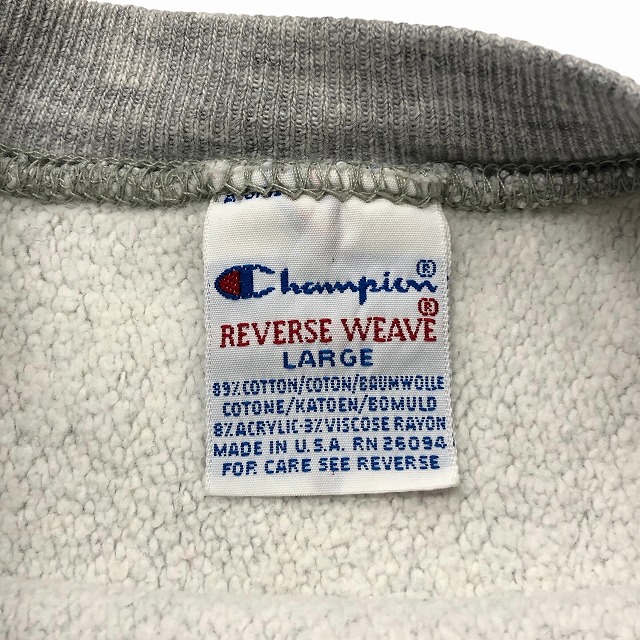 Champion®
REVERSE WEAVE®
LARGE
89% COTTON/COTON/BAUMWOLLE
COTONE/KATOEN/BOMULD
8% ACRYLIC-3% VISCOSE RAYON
MADE IN U.S.A. RN 26094
FOR CARE SEE REVERSE